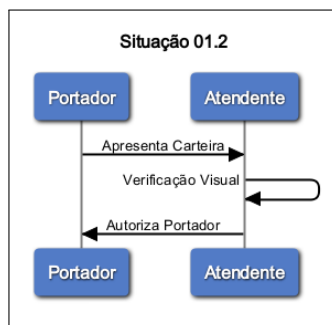 Situação 01.2
Portador Atendente
Apresenta Carteira
Verificação Visual
Autoriza Portador
Portador Atendente